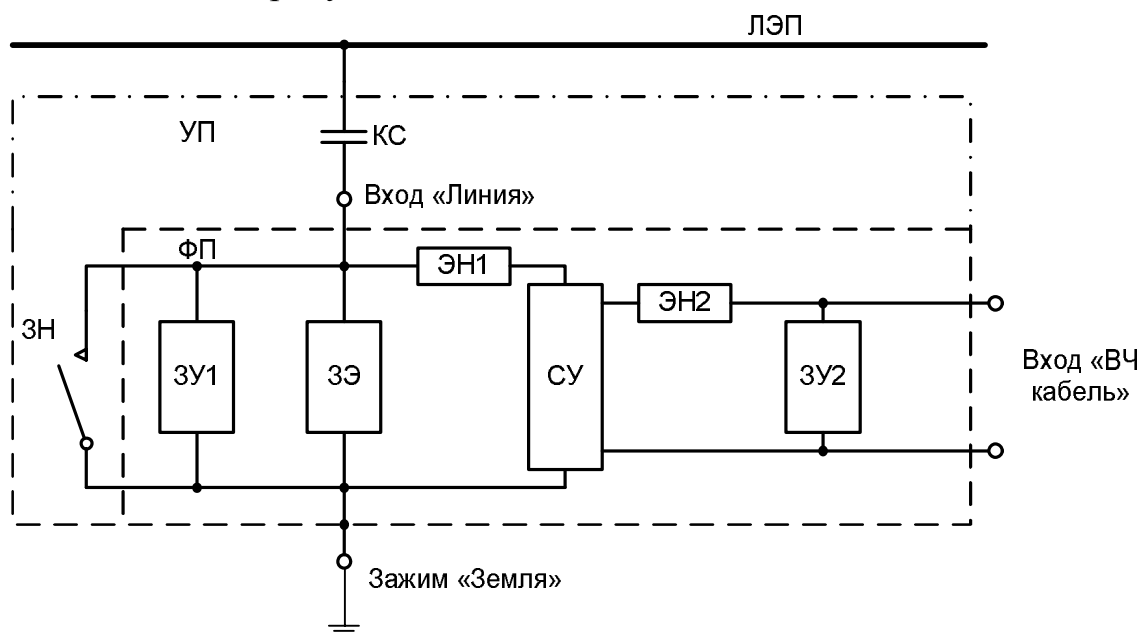 ЛЭП
УП
КС
Вход «Линия»
ФП
ЭН1
ЭН2
ЗН
ЗУ1
ЗЭ
СУ
ЗУ2
Вход «ВЧ
кабель»
Зажим «Земля»